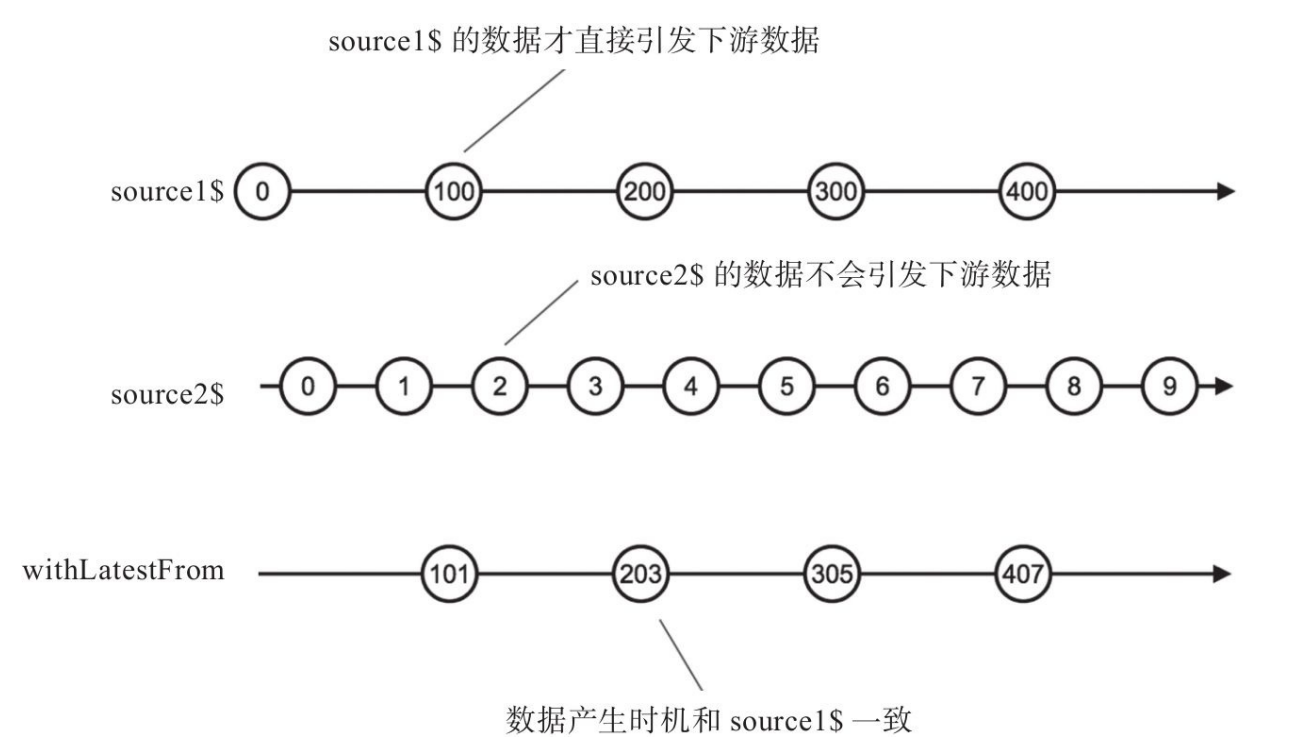 source1$ 的数据才直接引发下游数据
source1$ 0 100 200 300 400
source2$ 的数据不会引发下游数据
source2$ 0 1 2 3 4 5 6 7 8 9
withLatestFrom 101 203 305 407
数据产生时机和 source1$ 一致